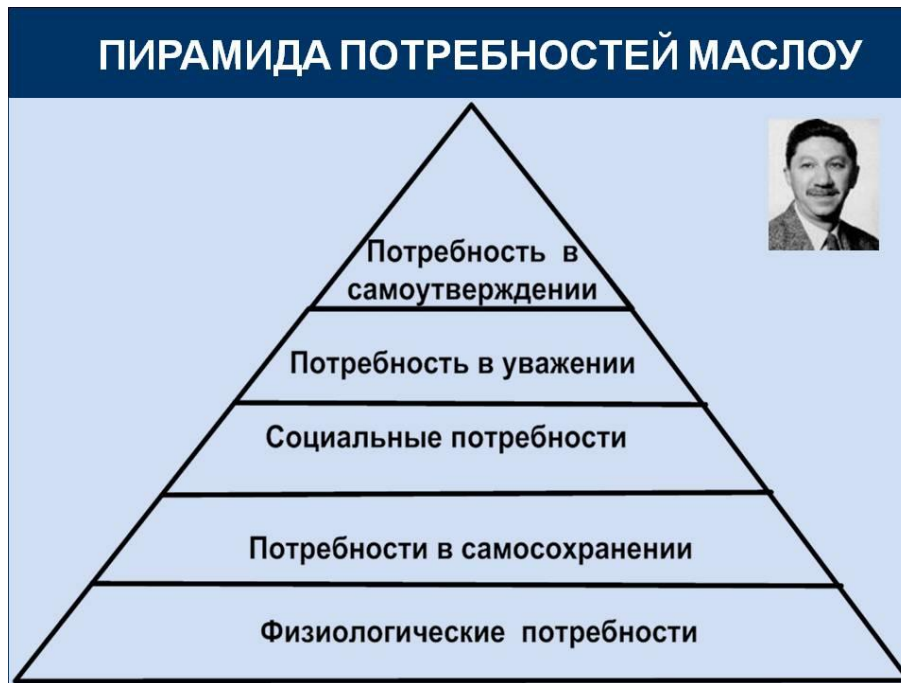 ПИРАМИДА ПОТРЕБНОСТЕЙ МАСЛОУ
Потребность в
самоутверждении
Потребность в уважении
Социальные потребности
Потребности в самосохранении
Физиологические потребности